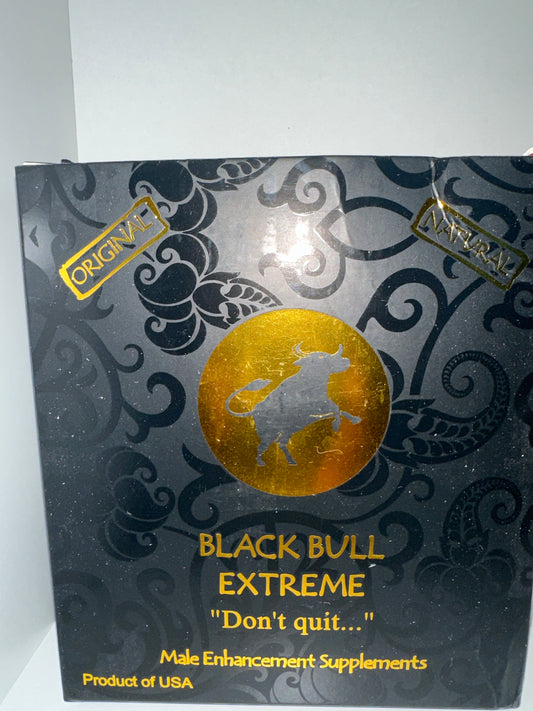 ORIGINAL
NATURAL
BLACK BULL
EXTREME
"Don't quit..."
Male Enhancement Supplements
Product of USA